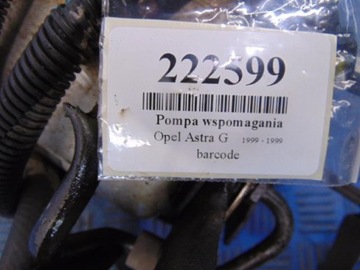 222599
Pompa wspomagania
Opel Astra G 1999 - 1999
barcode